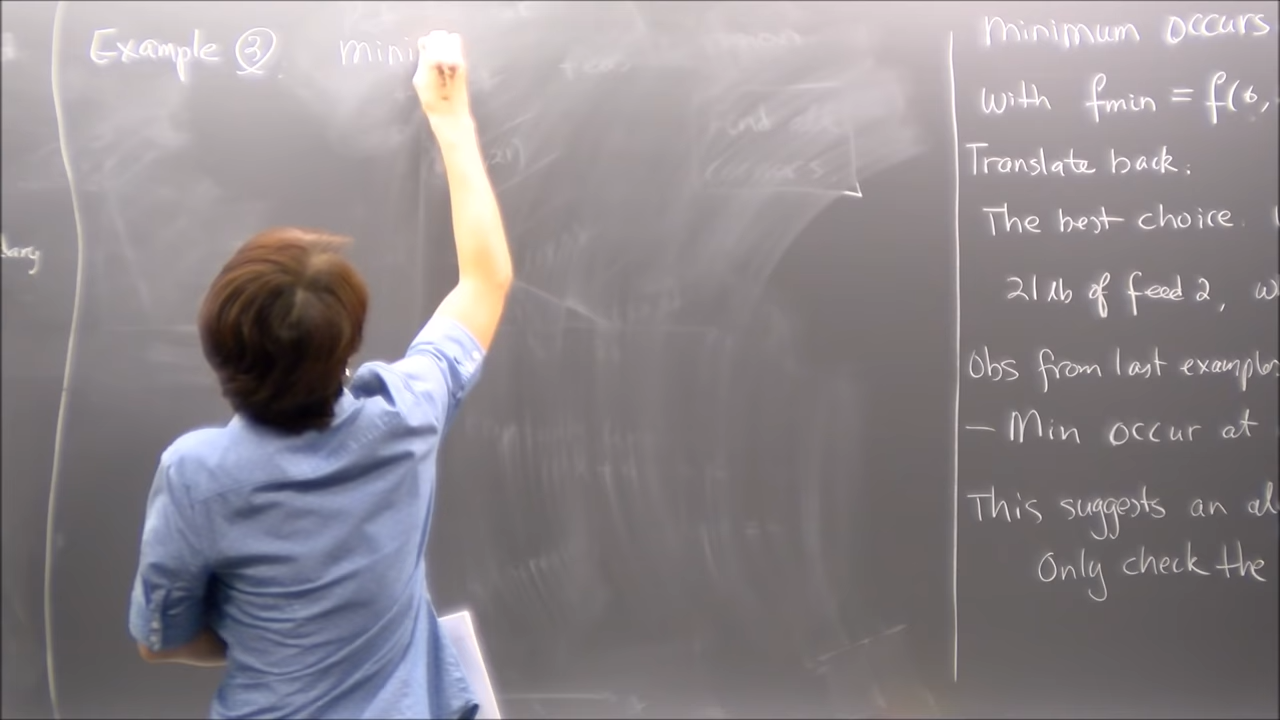 Example ③ mini
minimum occurs
with fmin = f(6,
Translate back:
The best choice.
21 lb of feed 2, w
Obs from last example
- Min occur at
This suggests an al
Only check the